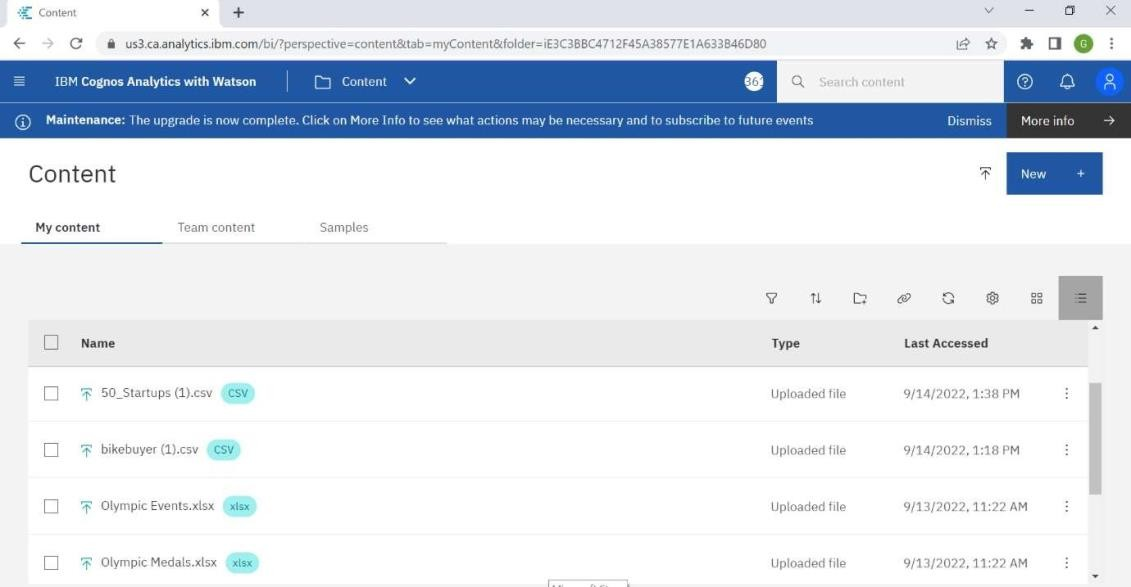 Content
us3.ca.analytics.ibm.com/bi/?perspective=content&tab=myContent&folder=iE3C3BBC4712F45A38577E1A633B46D80
G
IBM Cognos Analytics with Watson
Content
361
Search content
Maintenance: The upgrade is now complete. Click on More Info to see what actions may be necessary and to subscribe to future events
Dismiss
More info
Content
New +
My content
Team content
Samples
Name Type Last Accessed
50_Startups (1).csv CSV Uploaded file 9/14/2022, 1:38 PM
bikebuyer (1).csv CSV Uploaded file 9/14/2022, 1:18 PM
Olympic Events.xlsx xlsx Uploaded file 9/13/2022, 11:22 AM
Olympic Medals.xlsx xlsx Uploaded file 9/13/2022, 11:22 AM